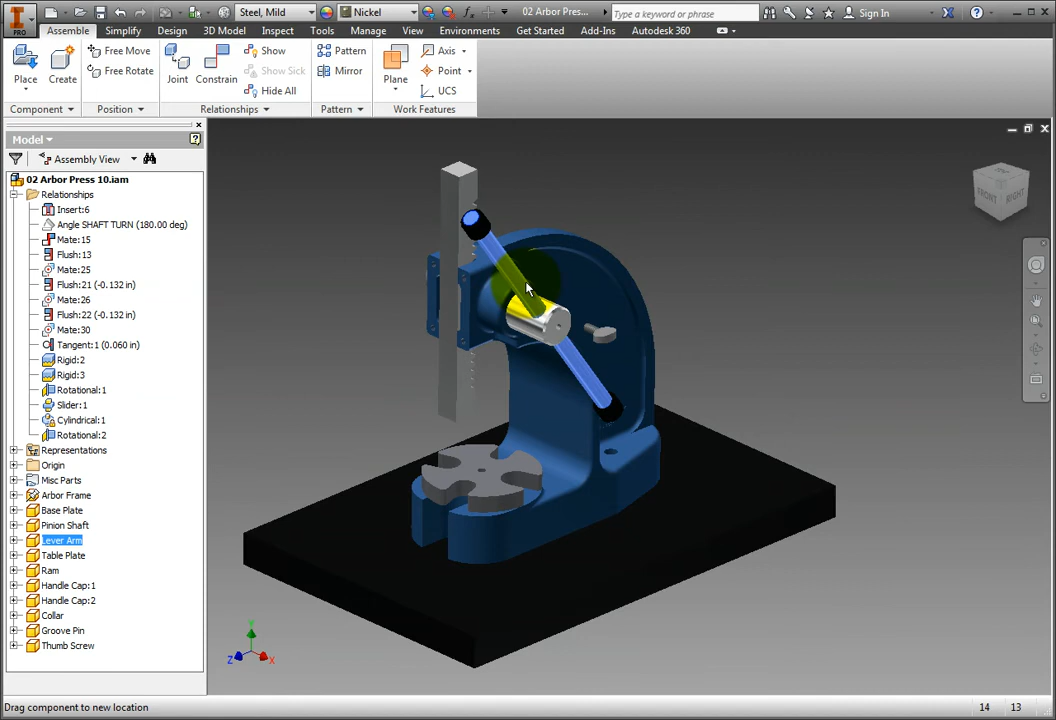 Steel, Mild
Nickel
02 Arbor Pres...
Type a keyword or phrase
Sign In
PRO
Assemble
Simplify
Design
3D Model
Inspect
Tools
Manage
View
Environments
Get Started
Add-Ins
Autodesk 360
Place
Create
Free Move
Free Rotate
Joint
Constrain
Show
Show Sick
Hide All
Pattern
Mirror
Plane
Axis
Point
UCS
Component
Position
Relationships
Pattern
Work Features
Model
Assembly View
02 Arbor Press 10.iam
Relationships
Insert:6
Angle SHAFT TURN (180.00 deg)
Mate:15
Flush:13
Mate:25
Flush:21 (-0.132 in)
Mate:26
Flush:22 (-0.132 in)
Mate:30
Tangent:1 (0.060 in)
Rigid:2
Rigid:3
Rotational:1
Slider:1
Cylindrical:1
Rotational:2
Representations
Origin
Misc Parts
Arbor Frame
Base Plate
Pinion Shaft
Lever Arm
Table Plate
Ram
Handle Cap:1
Handle Cap:2
Collar
Groove Pin
Thumb Screw
FRONT
RIGHT
Y
Z
X
Drag component to new location
14
13